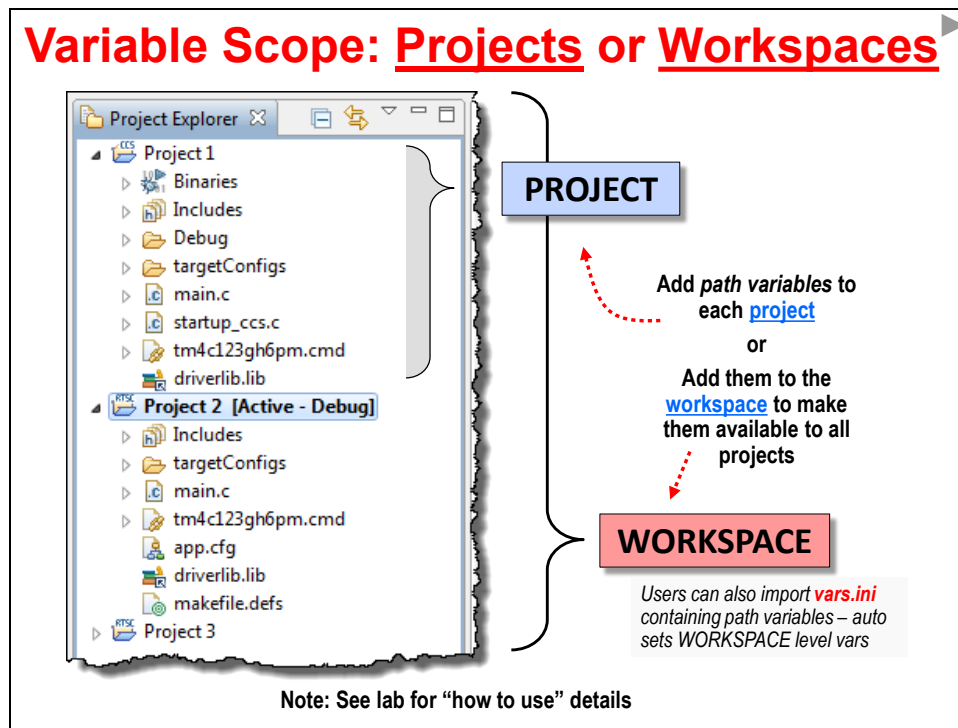 Variable Scope: Projects or Workspaces
Project Explorer
CCS
Project 1
Binaries
Includes
Debug
targetConfigs
main.c
startup_ccs.c
tm4c123gh6pm.cmd
driverlib.lib
RTSC
Project 2 [Active - Debug]
Includes
targetConfigs
main.c
tm4c123gh6pm.cmd
app.cfg
driverlib.lib
makefile.defs
RTSC
Project 3
PROJECT
Add path variables to
each project
or
Add them to the
workspace to make
them available to all
projects
WORKSPACE
Users can also import vars.ini
containing path variables – auto
sets WORKSPACE level vars
Note: See lab for “how to use” details